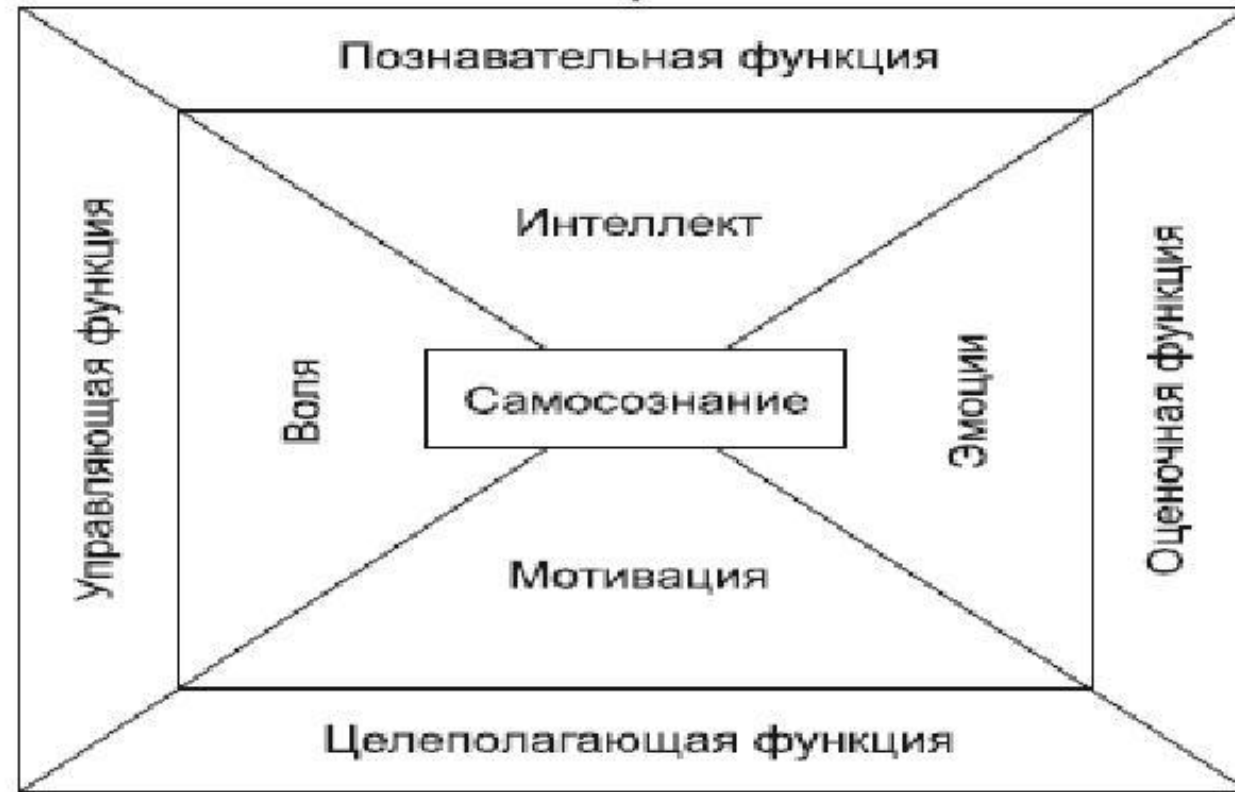 Познавательная функция
Интеллект
Управляющая функция
Воля
Самосознание
Эмоции
Оценочная функция
Мотивация
Целеполагающая функция